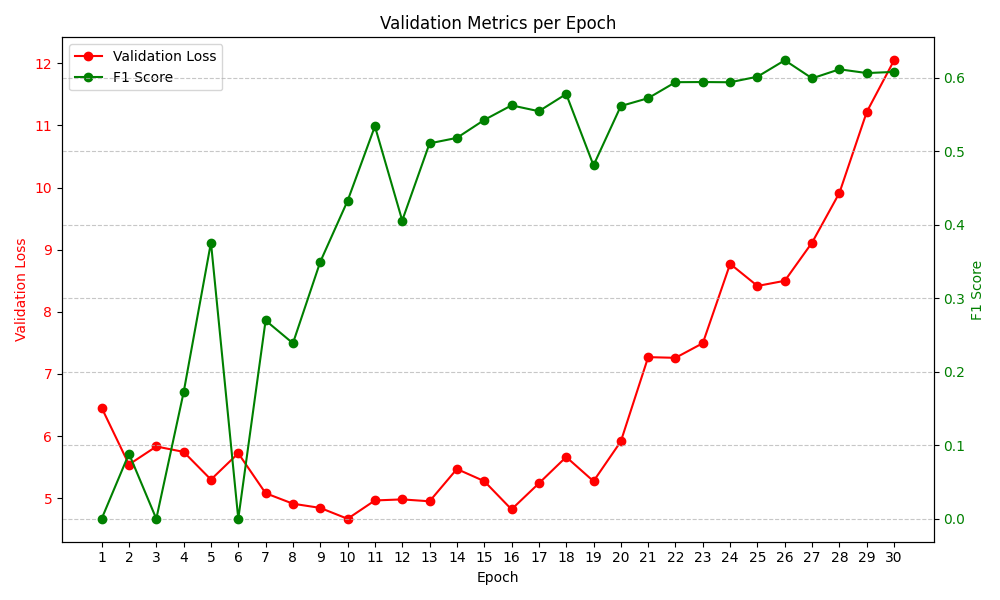 Validation Metrics per Epoch
Validation Loss
F1 Score
12
11
10
9
8
7
6
5
Validation Loss
0.6
0.5
0.4
0.3
0.2
0.1
0.0
F1 Score
1 2 3 4 5 6 7 8 9 10 11 12 13 14 15 16 17 18 19 20 21 22 23 24 25 26 27 28 29 30
Epoch